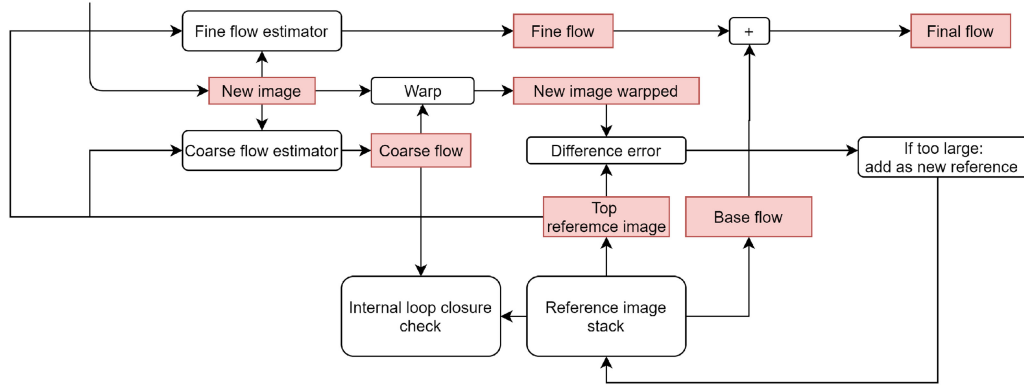 Fine flow estimator
Fine flow
+
Final flow
New image
Warp
New image warpped
Coarse flow estimator
Coarse flow
Difference error
If too large:
add as new reference
Top
referemce image
Base flow
Internal loop closure
check
Reference image
stack